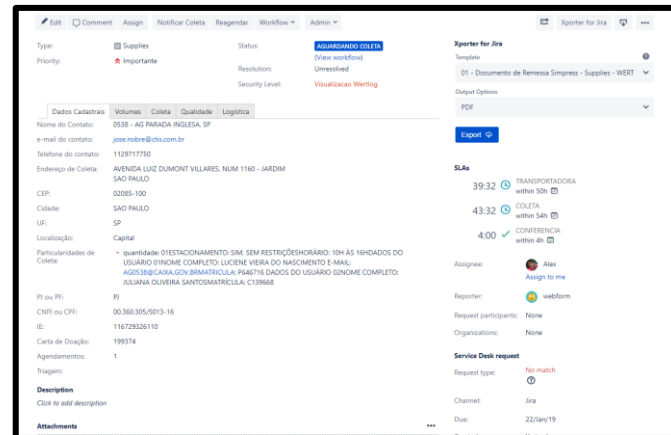 Edit Comment Assign Notificar Coleta Reagendar Workflow Admin Xporter for Jira
Type: Supplies Status: AGUARDANDO COLETA
(View workflow)
Priority: Importante
Resolution: Unresolved
Security Level: Visualizacao Wertlog
Dados Cadastrais Volumes Coleta Qualidade Logística
Nome do Contato: 0538 - AG PARADA INGLESA, SP
e-mail do contato: jose.nobre@ctis.com.br
Telefone do contato: 1129717750
Endereço de Coleta: AVENIDA LUIZ DUMONT VILLARES, NUM 1160 - JARDIM
SAO PAULO
CEP: 02085-100
Cidade: SAO PAULO
UF: SP
Localização: Capital
Particularidades de
Coleta:
quantidade: 01ESTACIONAMENTO: SIM, SEM RESTRIÇÕESHORÁRIO: 10H ÀS 16HDADOS DO
USUÁRIO 01NOME COMPLETO: LUCIENE VIEIRA DO NASCIMENTO E-MAIL:
AG0538@CAIXA.GOV.BRMATRICULA: P646716 DADOS DO USUÁRIO 02NOME COMPLETO:
JULIANA OLIVEIRA SANTOSMATRÍCULA: C139668
PJ ou PF: PJ
CNPJ ou CPF: 00.360.305/5013-16
IE: 116729326110
Carta de Doação: 199374
Agendamentos: 1
Triagem:
Description
Click to add description
Attachments
Xporter for Jira
Template
01 - Documento de Remessa Simpress - Supplies - WERT
Output Options
PDF
Export
SLAs
39:32 TRANSPORTADORA
within 50h
43:32 COLETA
within 54h
4:00 CONFERENCIA
within 4h
Assignee: Alex
Assign to me
Reporter: webform
Request participants: None
Organizations: None
Service Desk request
Request type: No match
Channel: Jira
Due: 22/Jan/19